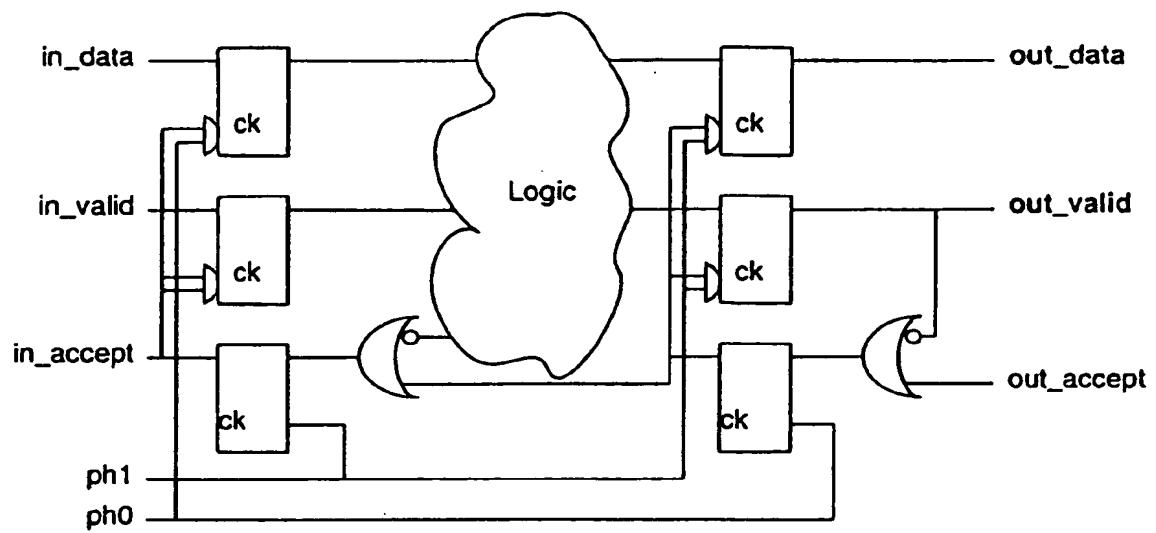 in_data
ck
ck
out_data
in_valid
ck
Logic
ck
out_valid
in_accept
ck
ck
out_accept
ph1
ph0